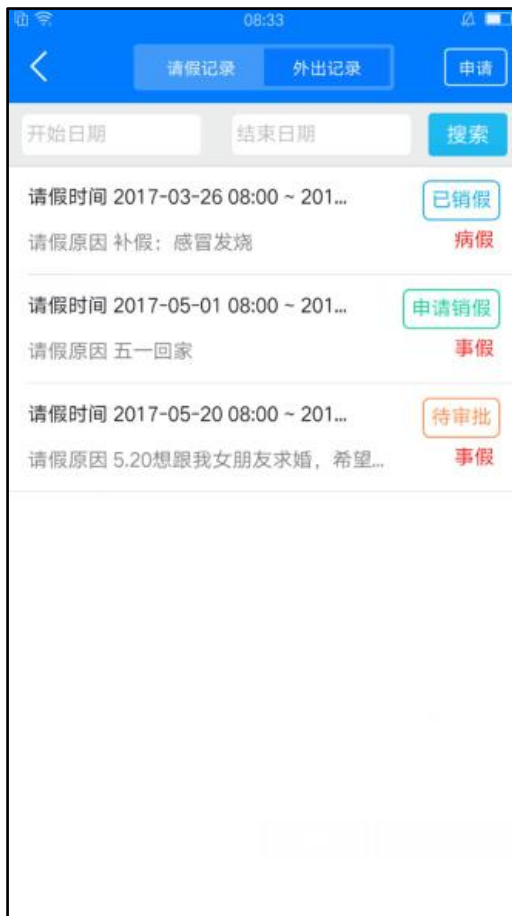 08:33
请假记录 外出记录 申请
开始日期 结束日期 搜索
请假时间 2017-03-26 08:00 ~ 201... 已销假
请假原因 补假：感冒发烧 病假
请假时间 2017-05-01 08:00 ~ 201... 申请销假
请假原因 五一回家 事假
请假时间 2017-05-20 08:00 ~ 201... 待审批
请假原因 5.20想跟我女朋友求婚，希望... 事假